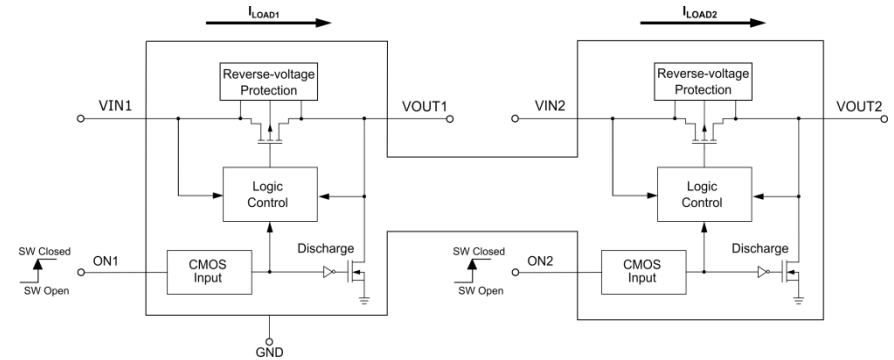 ILOAD1
ILOAD2
Reverse-voltage
Protection
Reverse-voltage
Protection
VIN1
VOUT1
VIN2
VOUT2
Logic
Control
Logic
Control
SW Closed
SW Open
ON1
CMOS
Input
Discharge
SW Closed
SW Open
ON2
CMOS
Input
Discharge
GND